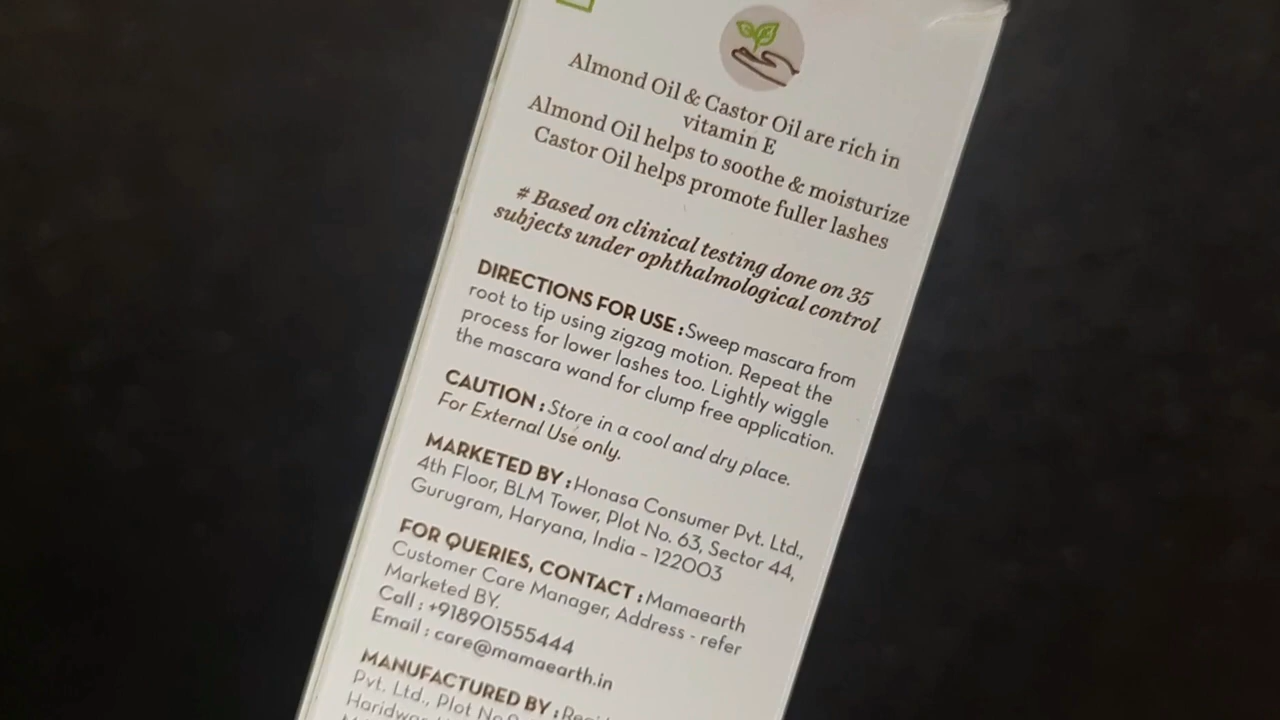 Almond Oil & Castor Oil are rich in
vitamin E
Almond Oil helps to soothe & moisturize
Castor Oil helps promote fuller lashes
# Based on clinical testing done on 35
subjects under ophthalmological control
DIRECTIONS FOR USE : Sweep mascara from
root to tip using zigzag motion. Repeat the
process for lower lashes too. Lightly wiggle
the mascara wand for clump free application.
CAUTION : Store in a cool and dry place.
For External Use only.
MARKETED BY : Honasa Consumer Pvt. Ltd.,
4th Floor, BLM Tower, Plot No. 63, Sector 44,
Gurugram, Haryana, India - 122003
FOR QUERIES, CONTACT : Mamaearth
Customer Care Manager, Address - refer
Marketed BY.
Call : +918901555444
Email : care@mamaearth.in
MANUFACTURED BY :
Pvt. Ltd., Plot